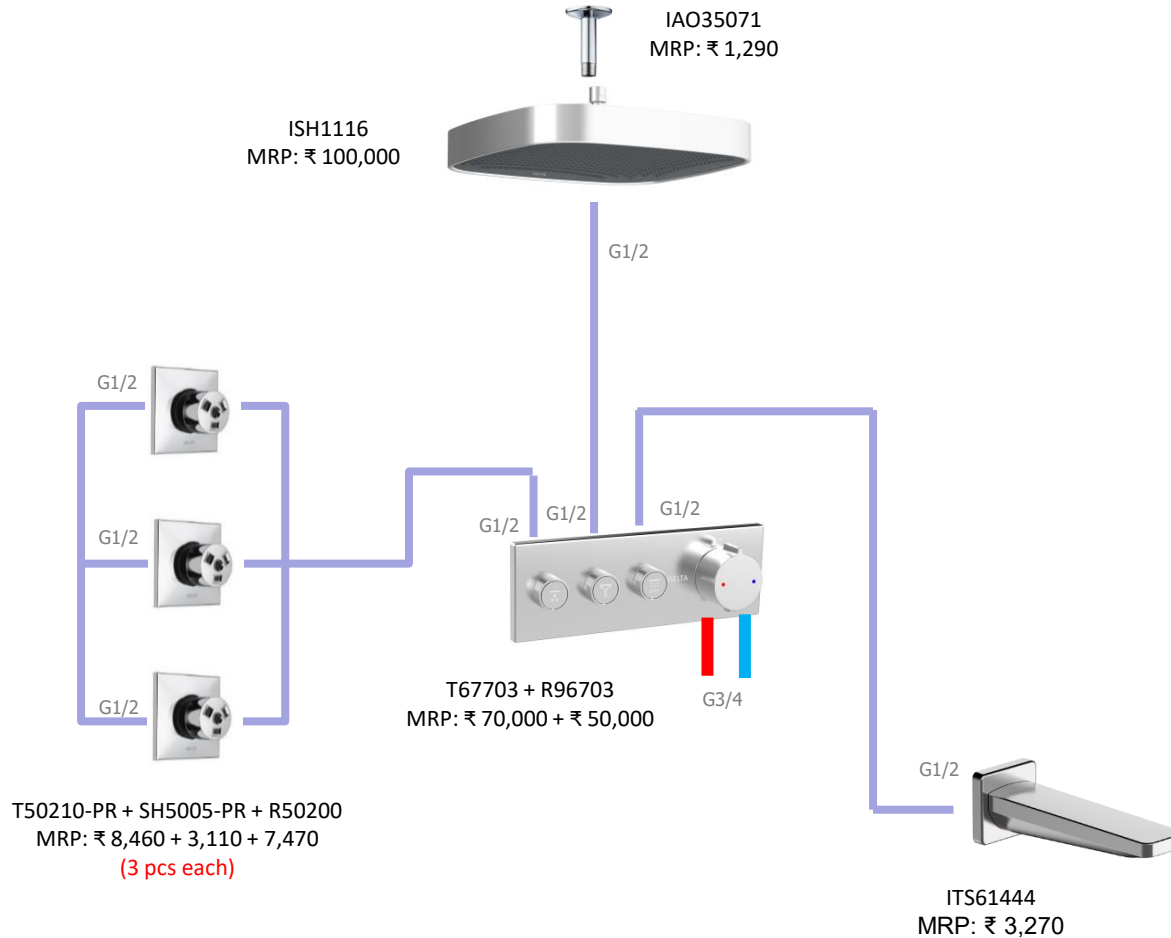 IAO35071
MRP: ₹ 1,290
ISH1116
MRP: ₹ 100,000
G1/2
G1/2
G1/2
G1/2
G1/2
G1/2
G1/2
DELTA
T67703 + R96703
MRP: ₹ 70,000 + ₹ 50,000
G3/4
G1/2
T50210-PR + SH5005-PR + R50200
MRP: ₹ 8,460 + 3,110 + 7,470
(3 pcs each)
ITS61444
MRP: ₹ 3,270